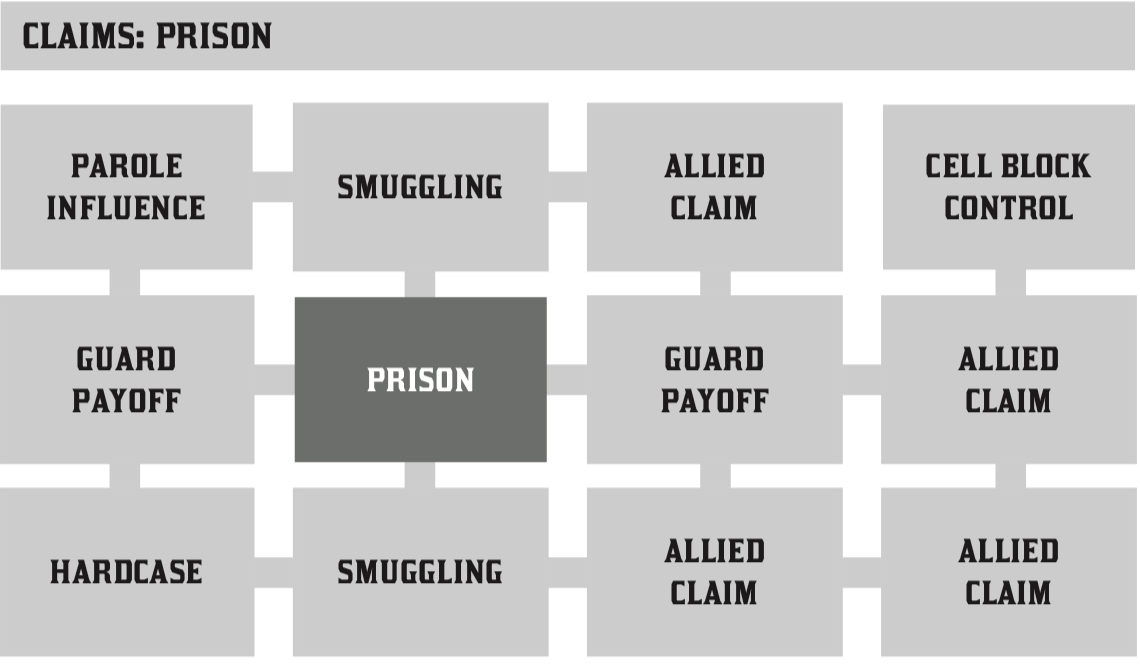 CLAIMS: PRISON
PAROLE
INFLUENCE
SMUGGLING
ALLIED
CLAIM
CELL BLOCK
CONTROL
GUARD
PAYOFF
PRISON
GUARD
PAYOFF
ALLIED
CLAIM
HARDCASE
SMUGGLING
ALLIED
CLAIM
ALLIED
CLAIM